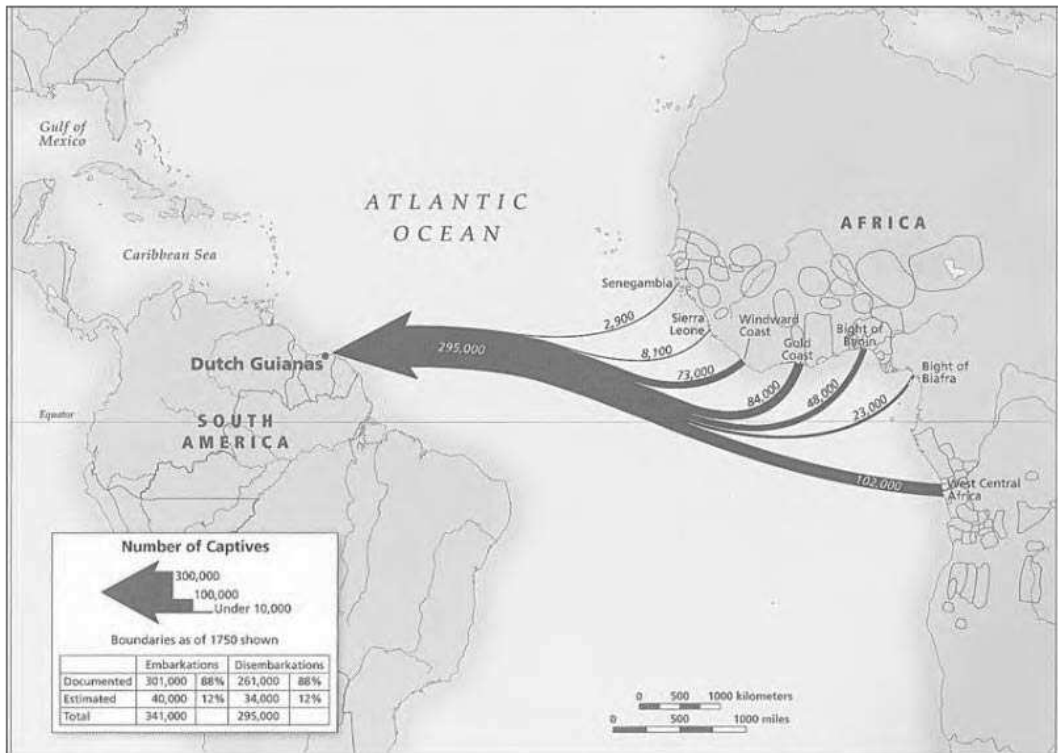 Gulf of
Mexico
ATLANTIC
OCEAN
AFRICA
Caribbean Sea
Senegambia
2,900
Sierra
Leone
Windward
Coast
Bight of
Benin
Gold
Coast
8,100
295,000
Dutch Guianas
73,000
Bight of
Biafra
84,000
48,000
23,000
Equator
SOUTH
AMERICA
102,000
West Central
Africa
Number of Captives
300,000
100,000
Under 10,000
Boundaries as of 1750 shown
Embarkations Disembarkations
Documented 301,000 88% 261,000 88%
Estimated 40,000 12% 34,000 12%
Total 341,000 295,000
0 500 1000 kilometers
0 500 1000 miles